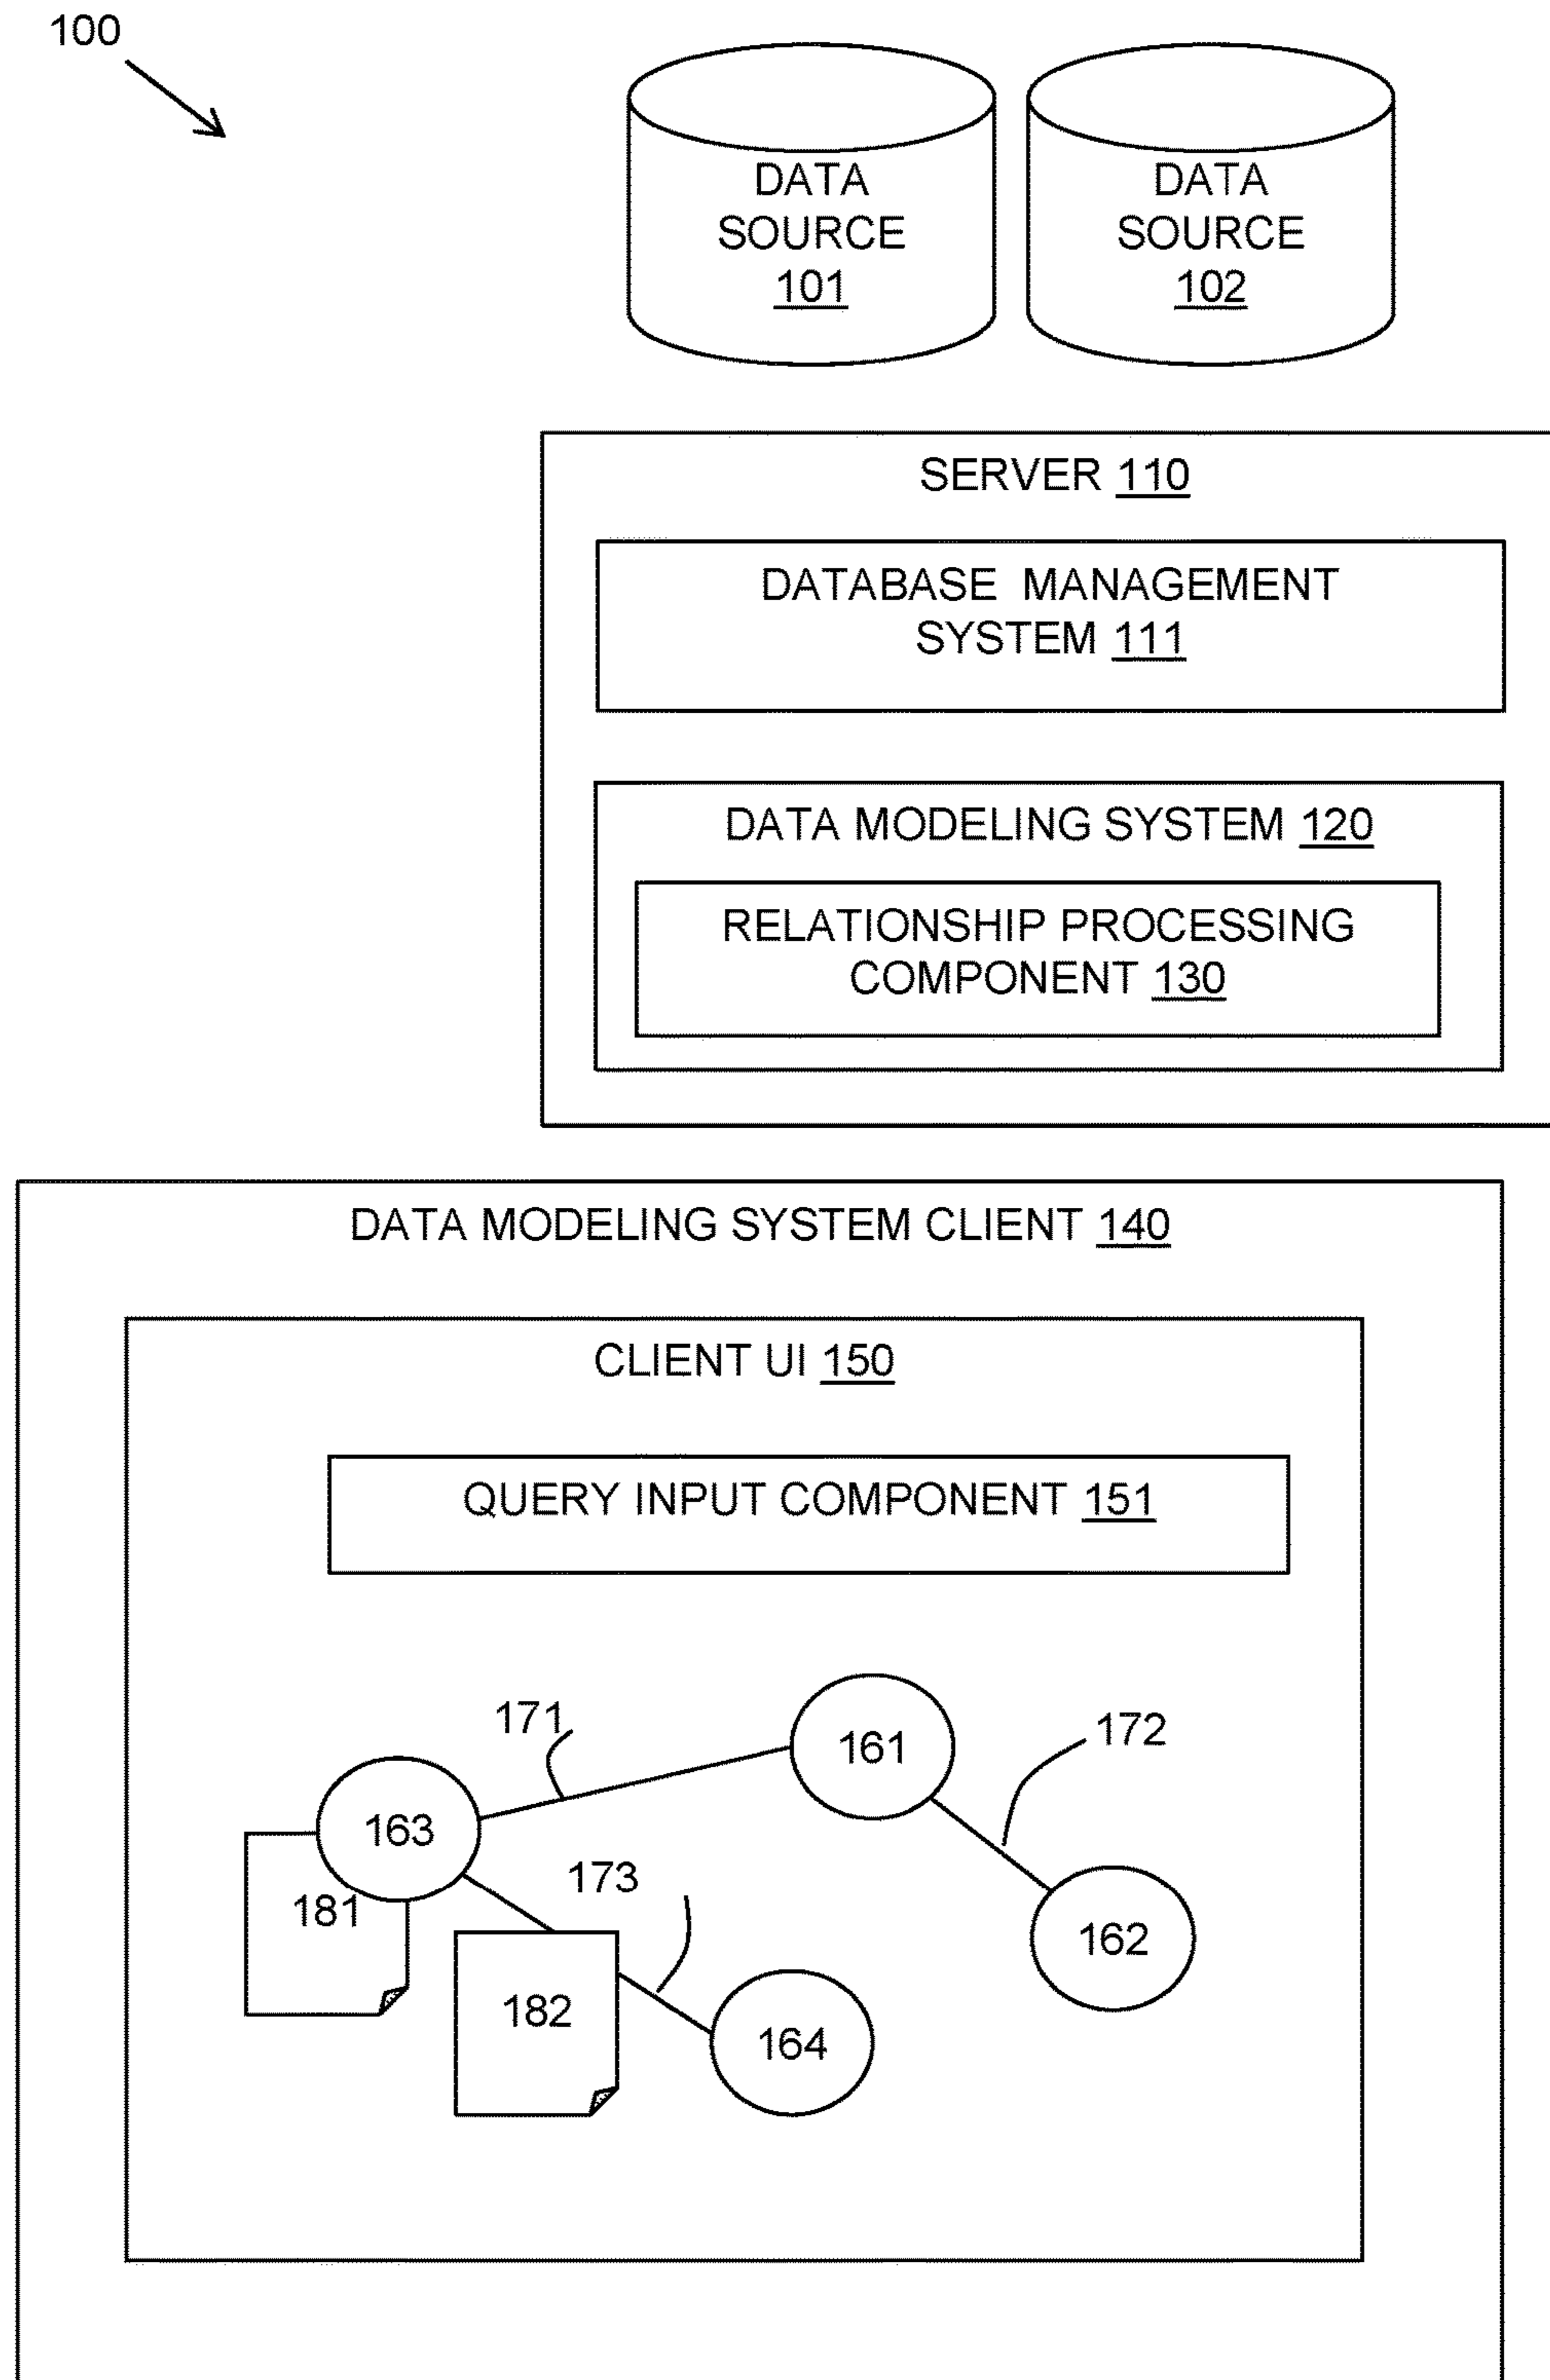 100
DATA
SOURCE
101
DATA
SOURCE
102
SERVER 110
DATABASE MANAGEMENT
SYSTEM 111
DATA MODELING SYSTEM 120
RELATIONSHIP PROCESSING
COMPONENT 130
DATA MODELING SYSTEM CLIENT 140
CLIENT UI 150
QUERY INPUT COMPONENT 151
171
161
172
163
173
181
162
182
164